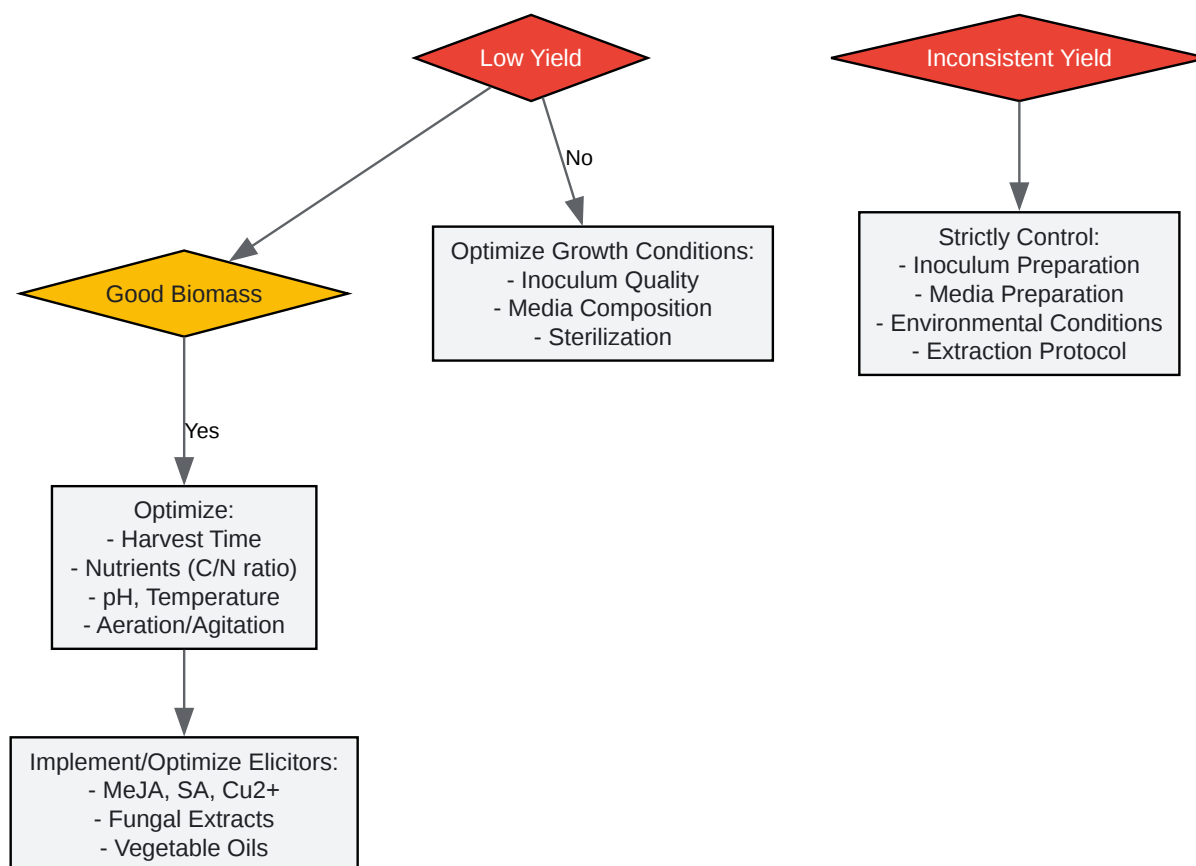 Low Yield
Inconsistent Yield
No
Optimize Growth Conditions:
- Inoculum Quality
- Media Composition
- Sterilization
Strictly Control:
- Inoculum Preparation
- Media Preparation
- Environmental Conditions
- Extraction Protocol
Good Biomass
Yes
Optimize:
- Harvest Time
- Nutrients (C/N ratio)
- pH, Temperature
- Aeration/Agitation
Implement/Optimize Elicitors:
- MeJA, SA, Cu2+
- Fungal Extracts
- Vegetable Oils